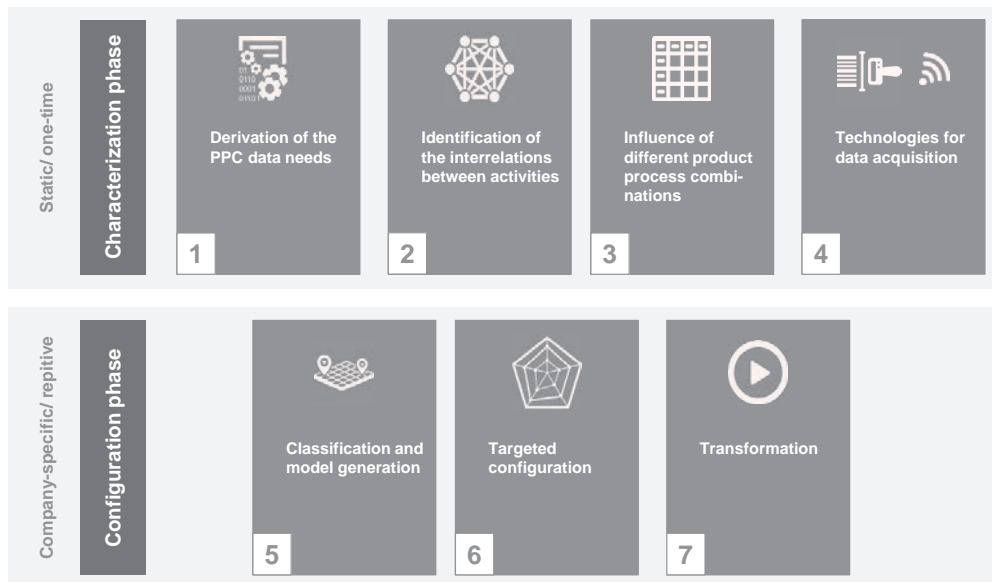 Static/ one-time
Characterization phase
Derivation of the
PPC data needs
1
Identification of
the interrelations
between activities
2
Influence of
different product
process combi-
nations
3
Technologies for
data acquisition
4
Company-specific/ repitive
Configuration phase
Classification and
model generation
5
Targeted
configuration
6
Transformation
7